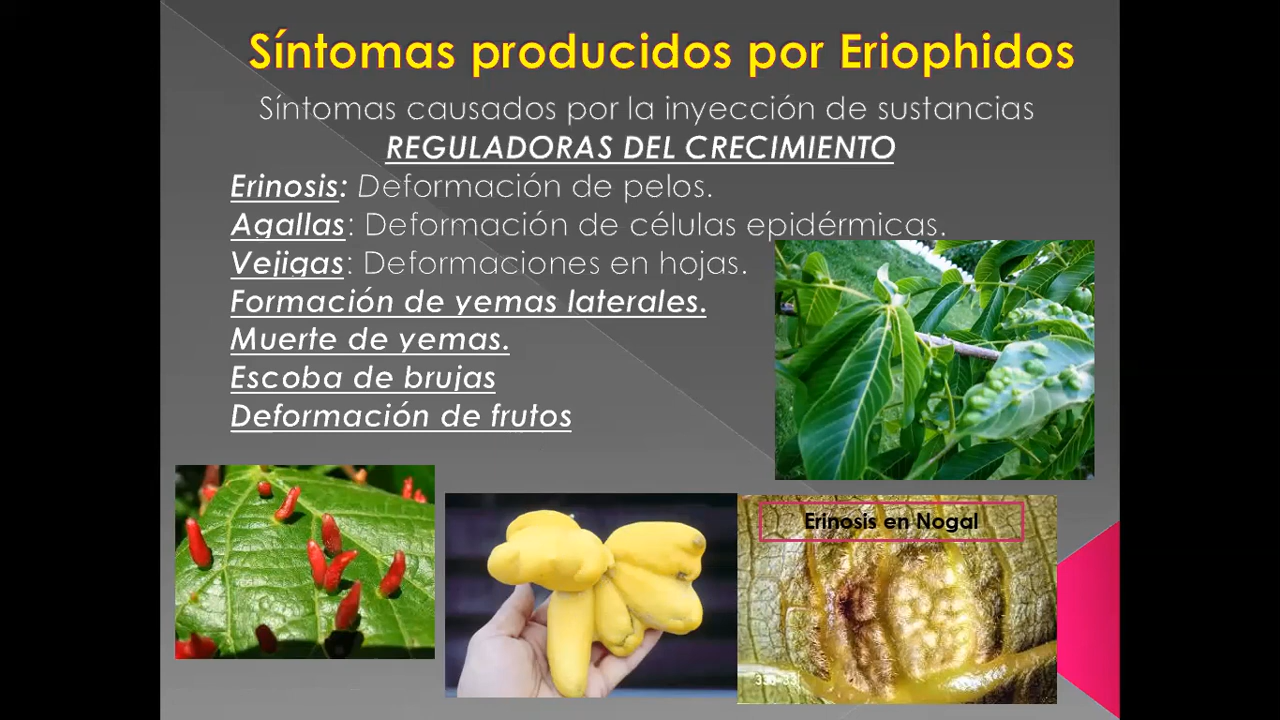 Síntomas producidos por Eriophidos
Síntomas causados por la inyección de sustancias
REGULADORAS DEL CRECIMIENTO
Erinosis: Deformación de pelos.
Agallas: Deformación de células epidérmicas.
Vejigas: Deformaciones en hojas.
Formación de yemas laterales.
Muerte de yemas.
Escoba de brujas
Deformación de frutos
Erinosis en Nogal